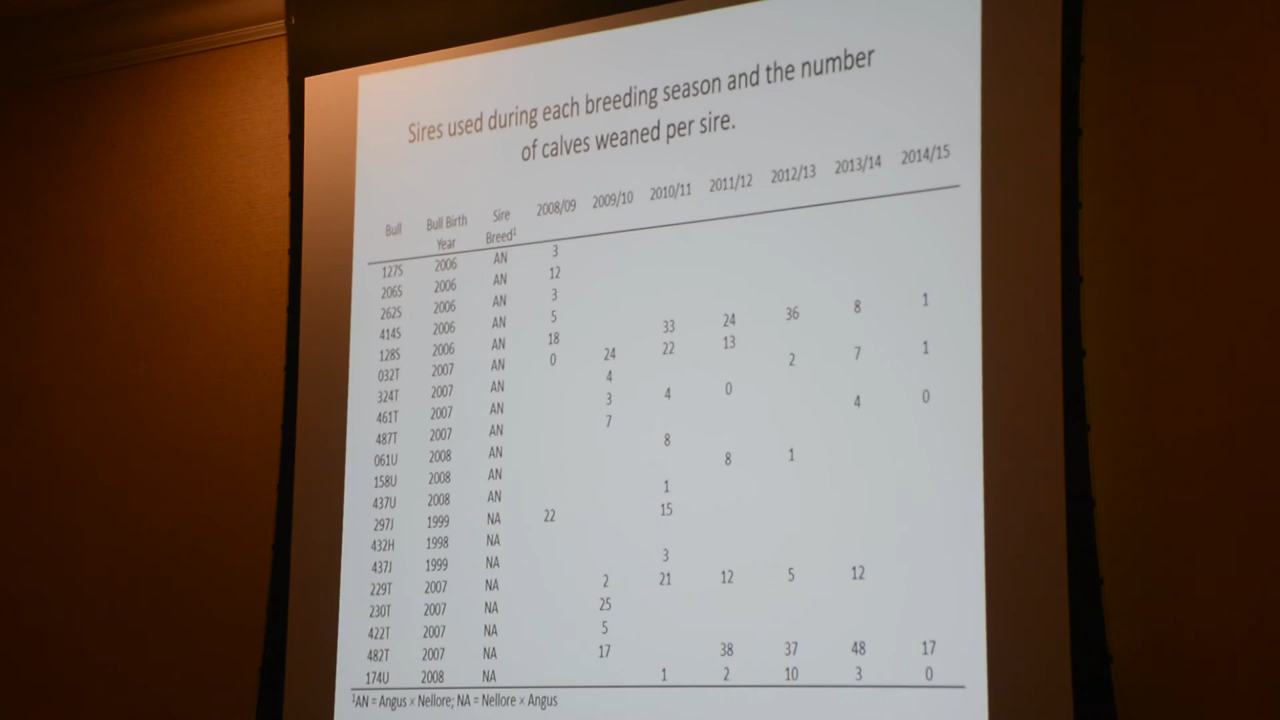 Sires used during each breeding season and the number
of calves weaned per sire.
Bull Bull Birth Year Sire Breed¹ 2008/09 2009/10 2010/11 2011/12 2012/13 2013/14 2014/15
127S 2006 AN 3
206S 2006 AN 12
262S 2006 AN 3
414S 2006 AN 5
128S 2006 AN 18 33 24 36 8 1
032T 2007 AN 0 24 22 13
324T 2007 AN 4 2 7 1
461T 2007 AN 3 4 0
487T 2007 AN 7 4 0
061U 2008 AN 8
158U 2008 AN 8 1
437U 2008 AN 1
297J 1999 NA 22 15
432H 1998 NA
437J 1999 NA 3
229T 2007 NA 2 21 12 5 12
230T 2007 NA 25
422T 2007 NA 5
482T 2007 NA 17 38 37 48 17
174U 2008 NA 1 2 10 3 0
¹AN = Angus × Nellore; NA = Nellore × Angus